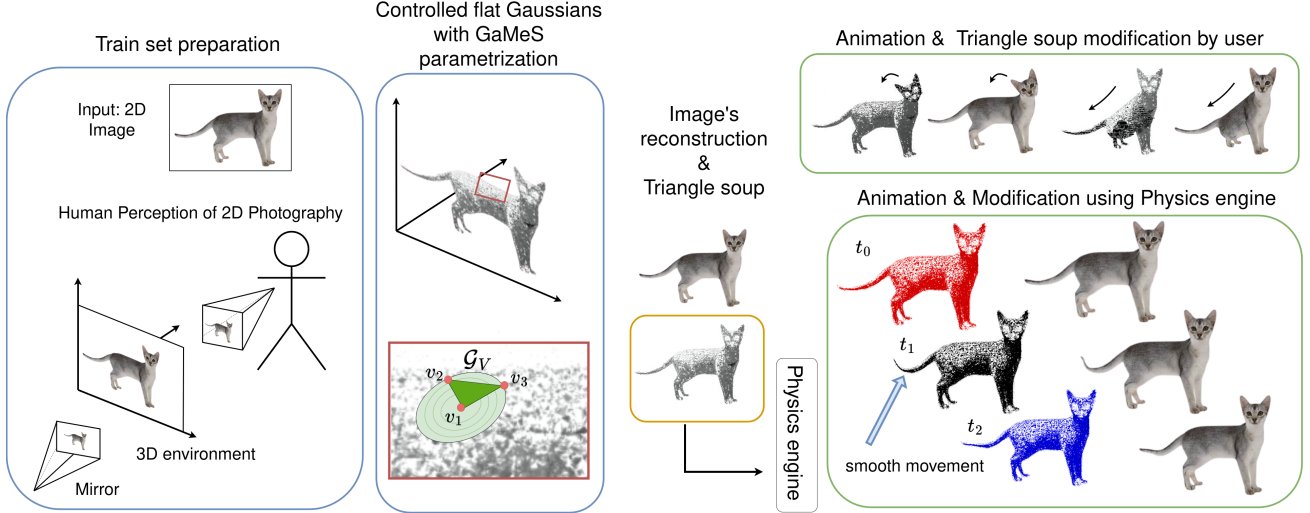 Train set preparation
Input: 2D
Image
Human Perception of 2D Photography
3D environment
Mirror
Controlled flat Gaussians
with GaMeS
parametrization
𝒢_V
v₂
v₃
v₁
Image's
reconstruction
&
Triangle soup
Physics engine
Animation & Triangle soup modification by user
Animation & Modification using Physics engine
t₀
t₁
t₂
smooth movement